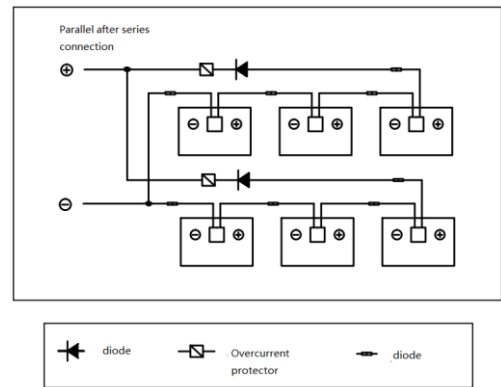 Parallel after series
connection
⊕
⊖ ⊕ ⊖ ⊕ ⊖ ⊕
⊖
⊖ ⊕ ⊖ ⊕ ⊖ ⊕
diode Overcurrent diode
protector